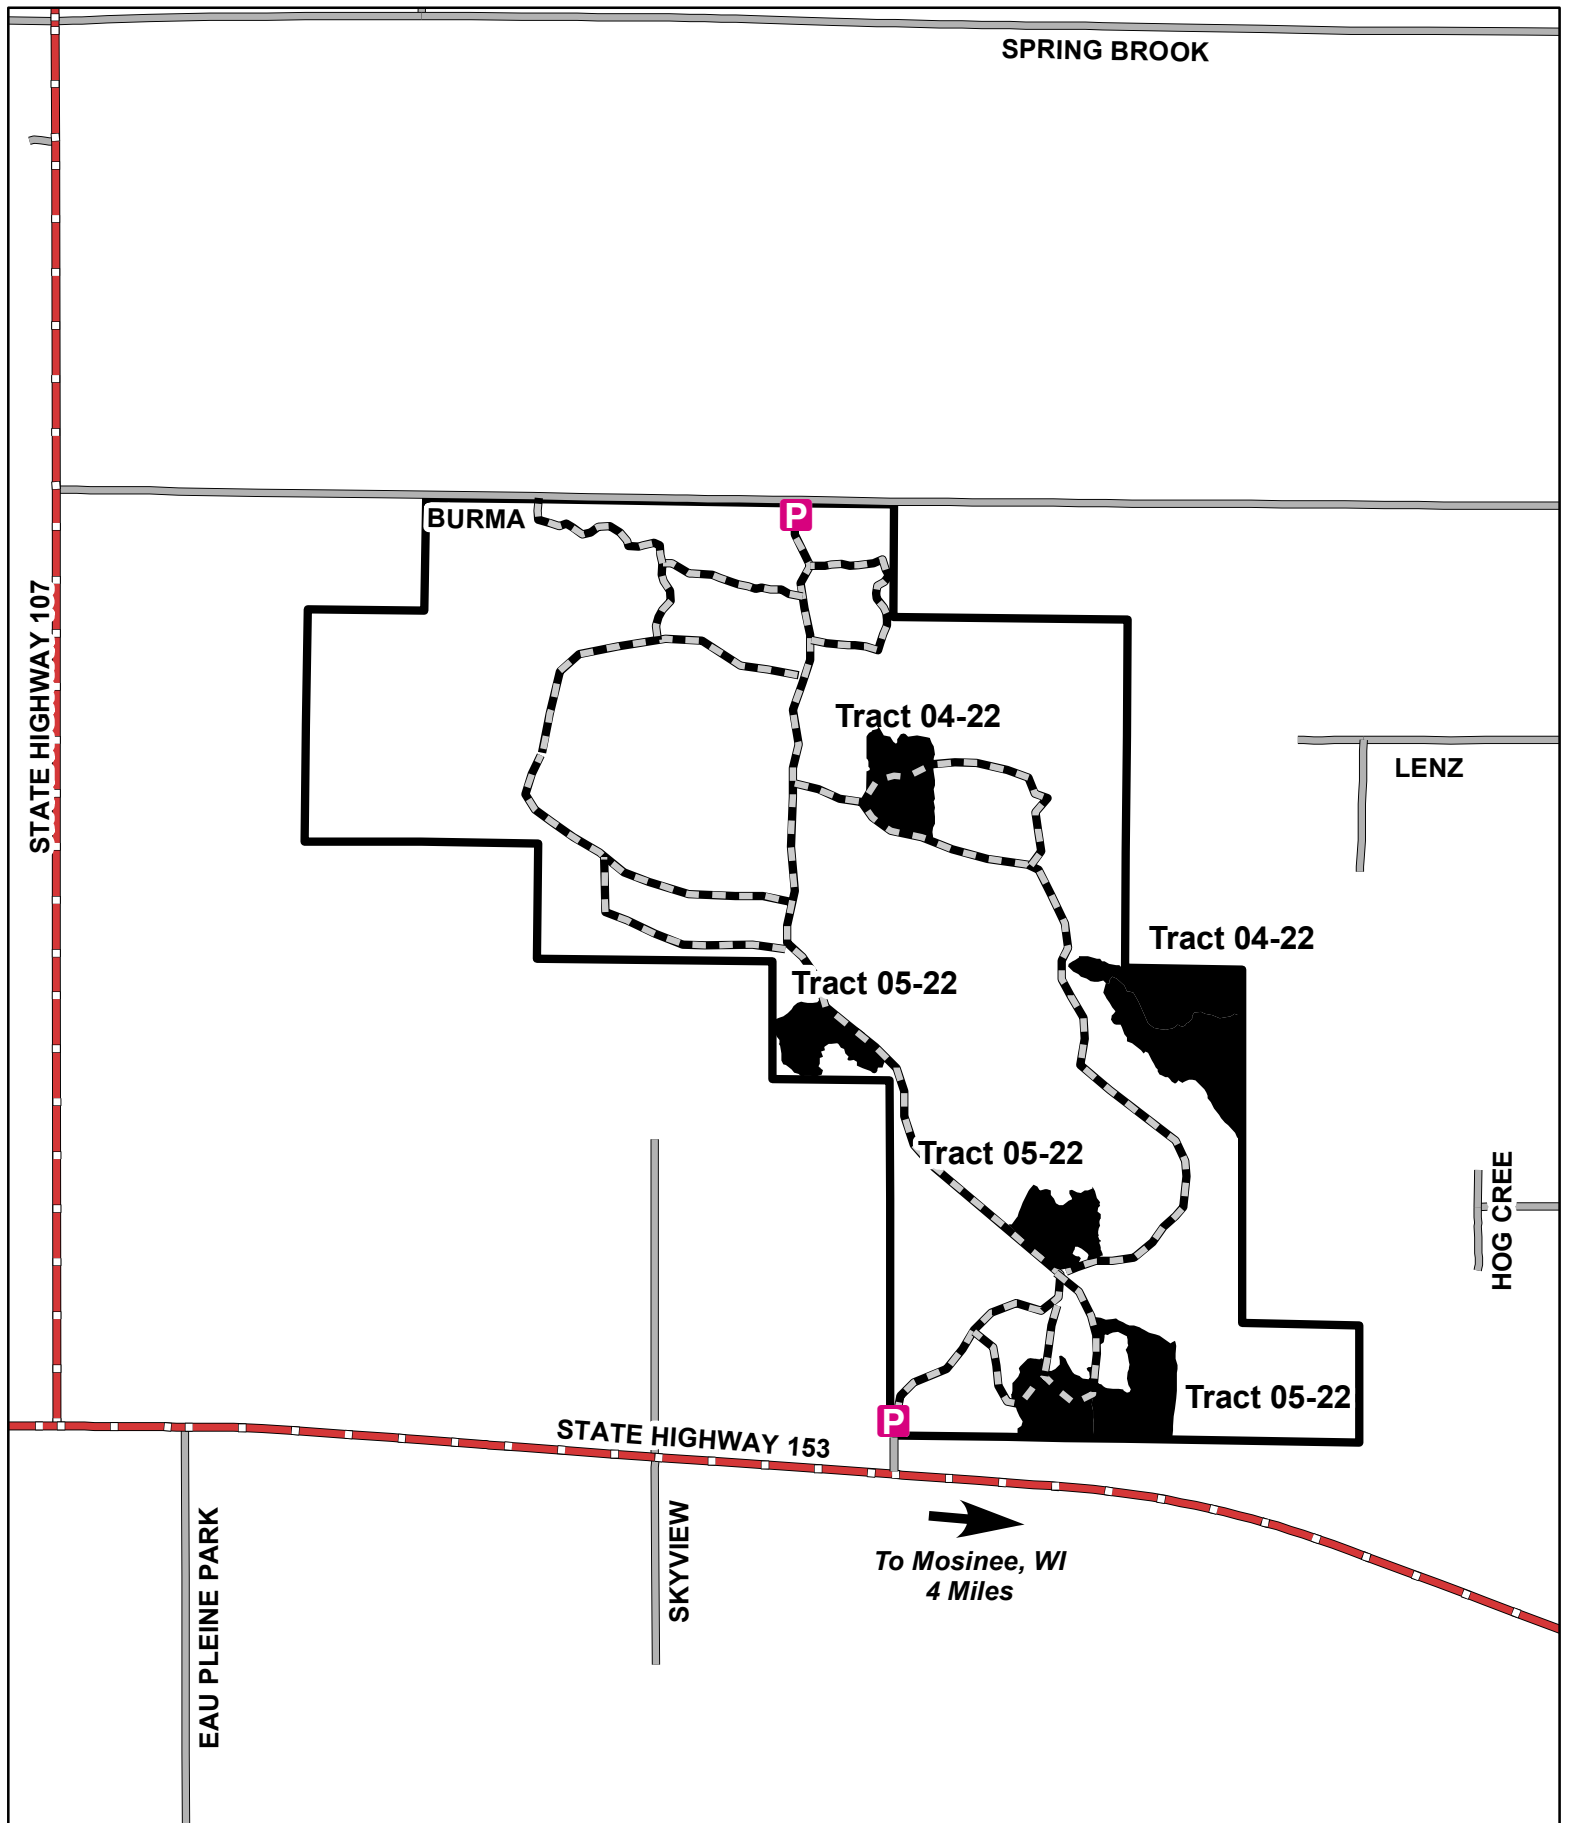 SPRING BROOK
BURMA
P
STATE HIGHWAY 107
Tract 04-22
LENZ
Tract 04-22
Tract 05-22
Tract 05-22
HOG CREE
Tract 05-22
P
STATE HIGHWAY 153
SKYVIEW
EAU PLEINE PARK
To Mosinee, WI
4 Miles